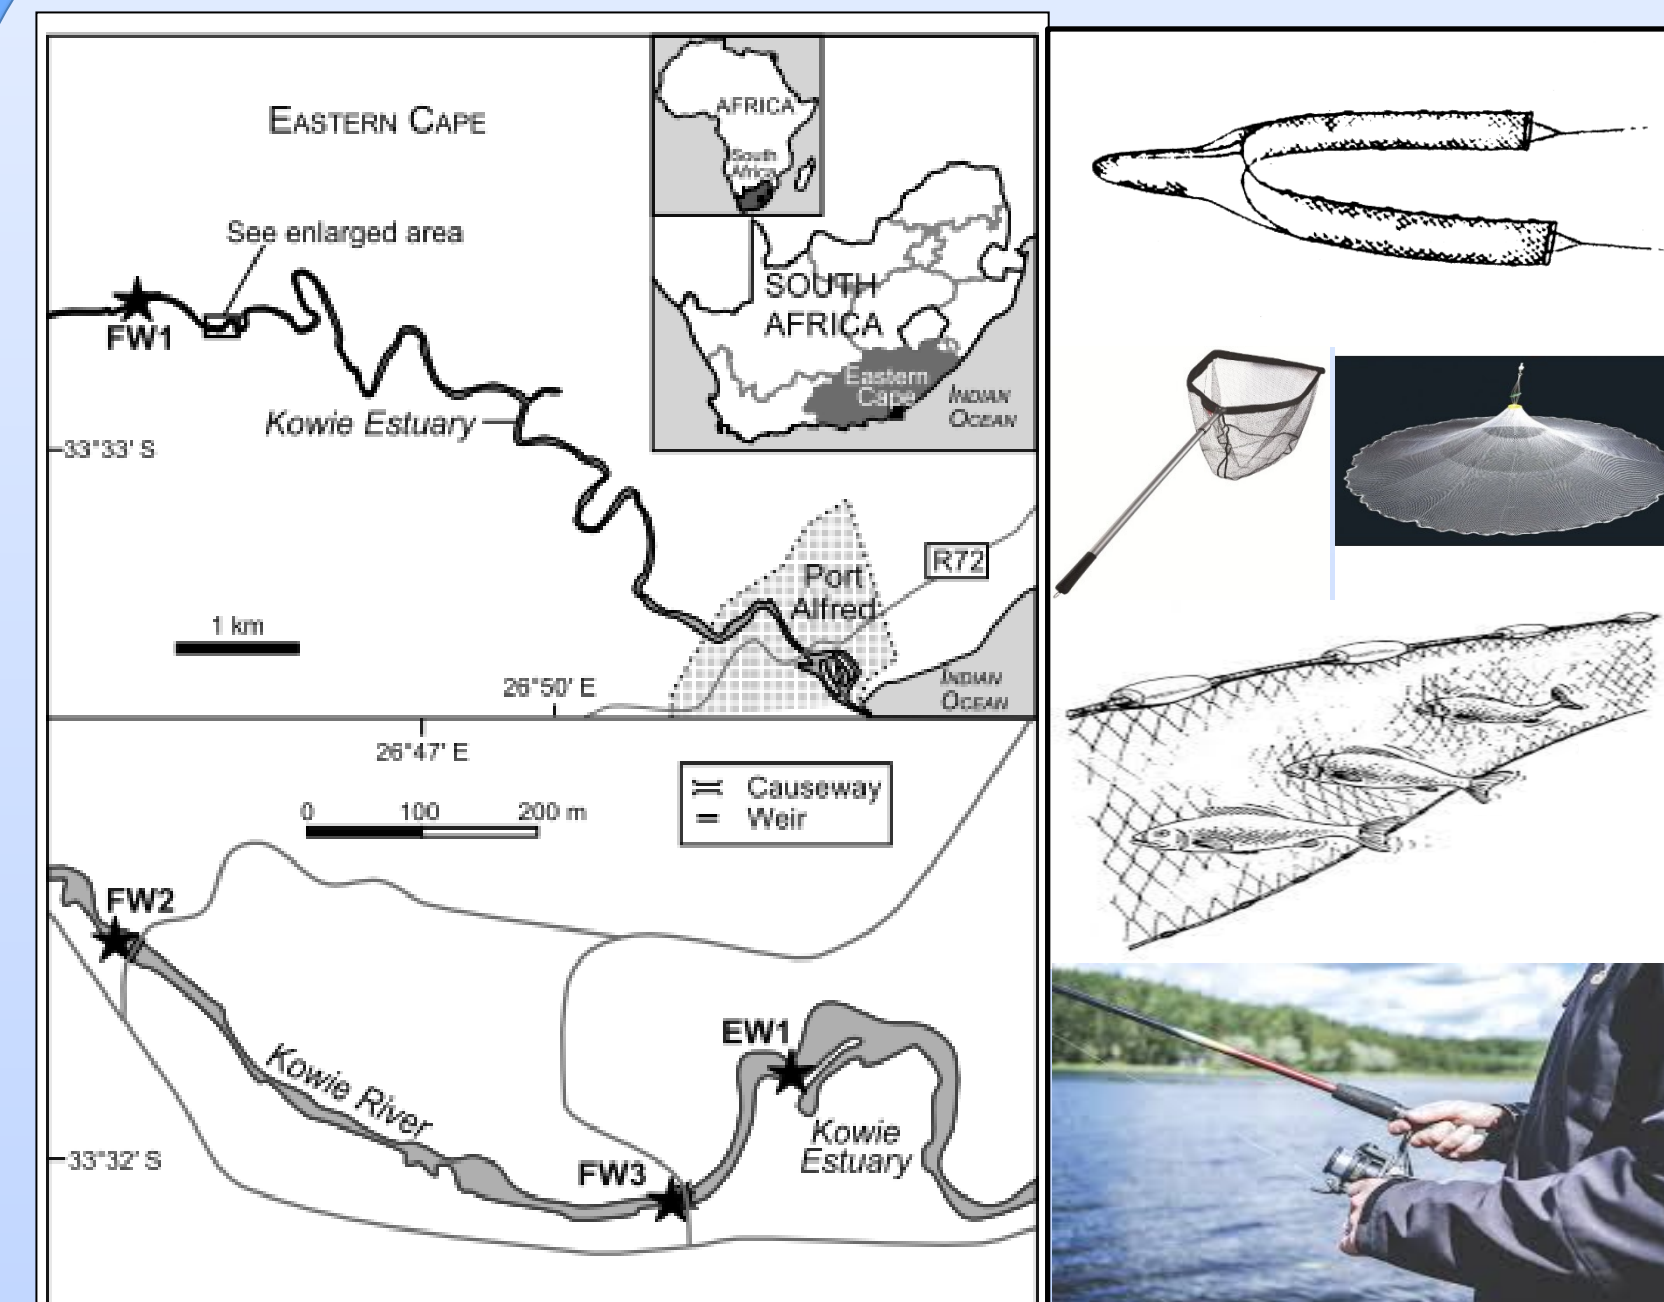 EASTERN CAPE
AFRICA
South
Africa
See enlarged area
FW1
SOUTH
AFRICA
Eastern
Cape
INDIAN
OCEAN
Kowie Estuary
33°33' S
R72
Port
Alfred
1 km
26°50' E
INDIAN
OCEAN
26°47' E
Causeway
Weir
0 100 200 m
FW2
EW1
Kowie River
Kowie
Estuary
33°32' S
FW3